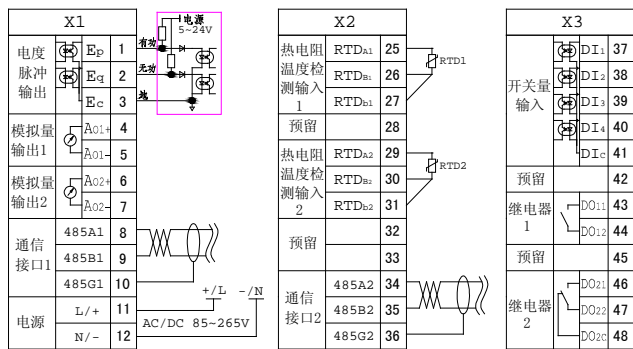 X1
电度
脉冲
输出
Ep 1
Eq 2
Ec 3
有功
无功
地
电源
5~24V
模拟量
输出1
AO1+ 4
AO1- 5
模拟量
输出2
AO2+ 6
AO2- 7
通信
接口1
485A1 8
485B1 9
485G1 10
电源
L/+ 11
N/- 12
+/L -/N
AC/DC 85~265V
X2
热电阻
温度检
测输入
1
RTDA1 25
RTDB1 26
RTDb1 27
RTD1
预留 28
热电阻
温度检
测输入
2
RTDA2 29
RTDB2 30
RTDb2 31
RTD2
预留
32
33
通信
接口2
485A2 34
485B2 35
485G2 36
X3
开关量
输入
DI1 37
DI2 38
DI3 39
DI4 40
DIC 41
预留 42
继电器
1
DO11 43
DO12 44
预留 45
继电器
2
DO21 46
DO22 47
DO2C 48